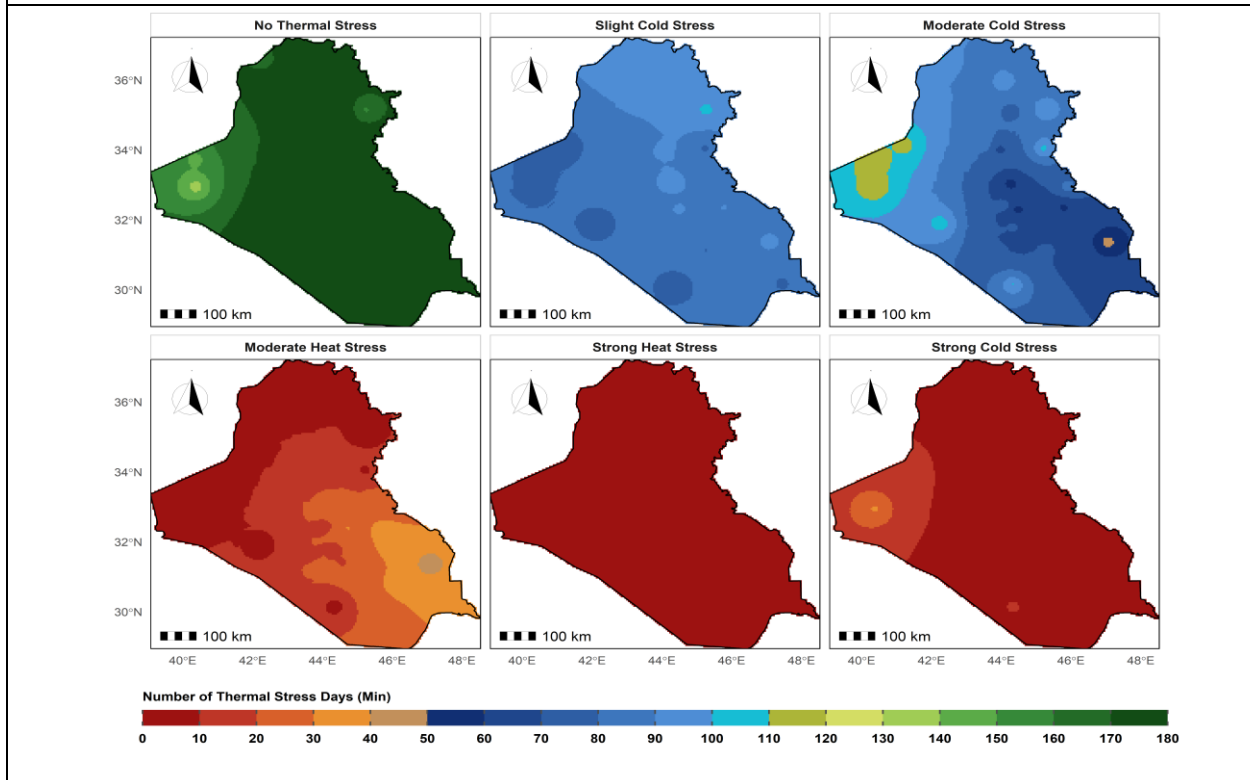 No Thermal Stress
Slight Cold Stress
Moderate Cold Stress
36°N
34°N
32°N
30°N
100 km
100 km
100 km
Moderate Heat Stress
Strong Heat Stress
Strong Cold Stress
36°N
34°N
32°N
30°N
100 km
100 km
100 km
40°E 42°E 44°E 46°E 48°E
40°E 42°E 44°E 46°E 48°E
40°E 42°E 44°E 46°E 48°E
Number of Thermal Stress Days (Min)
0 10 20 30 40 50 60 70 80 90 100 110 120 130 140 150 160 170 180